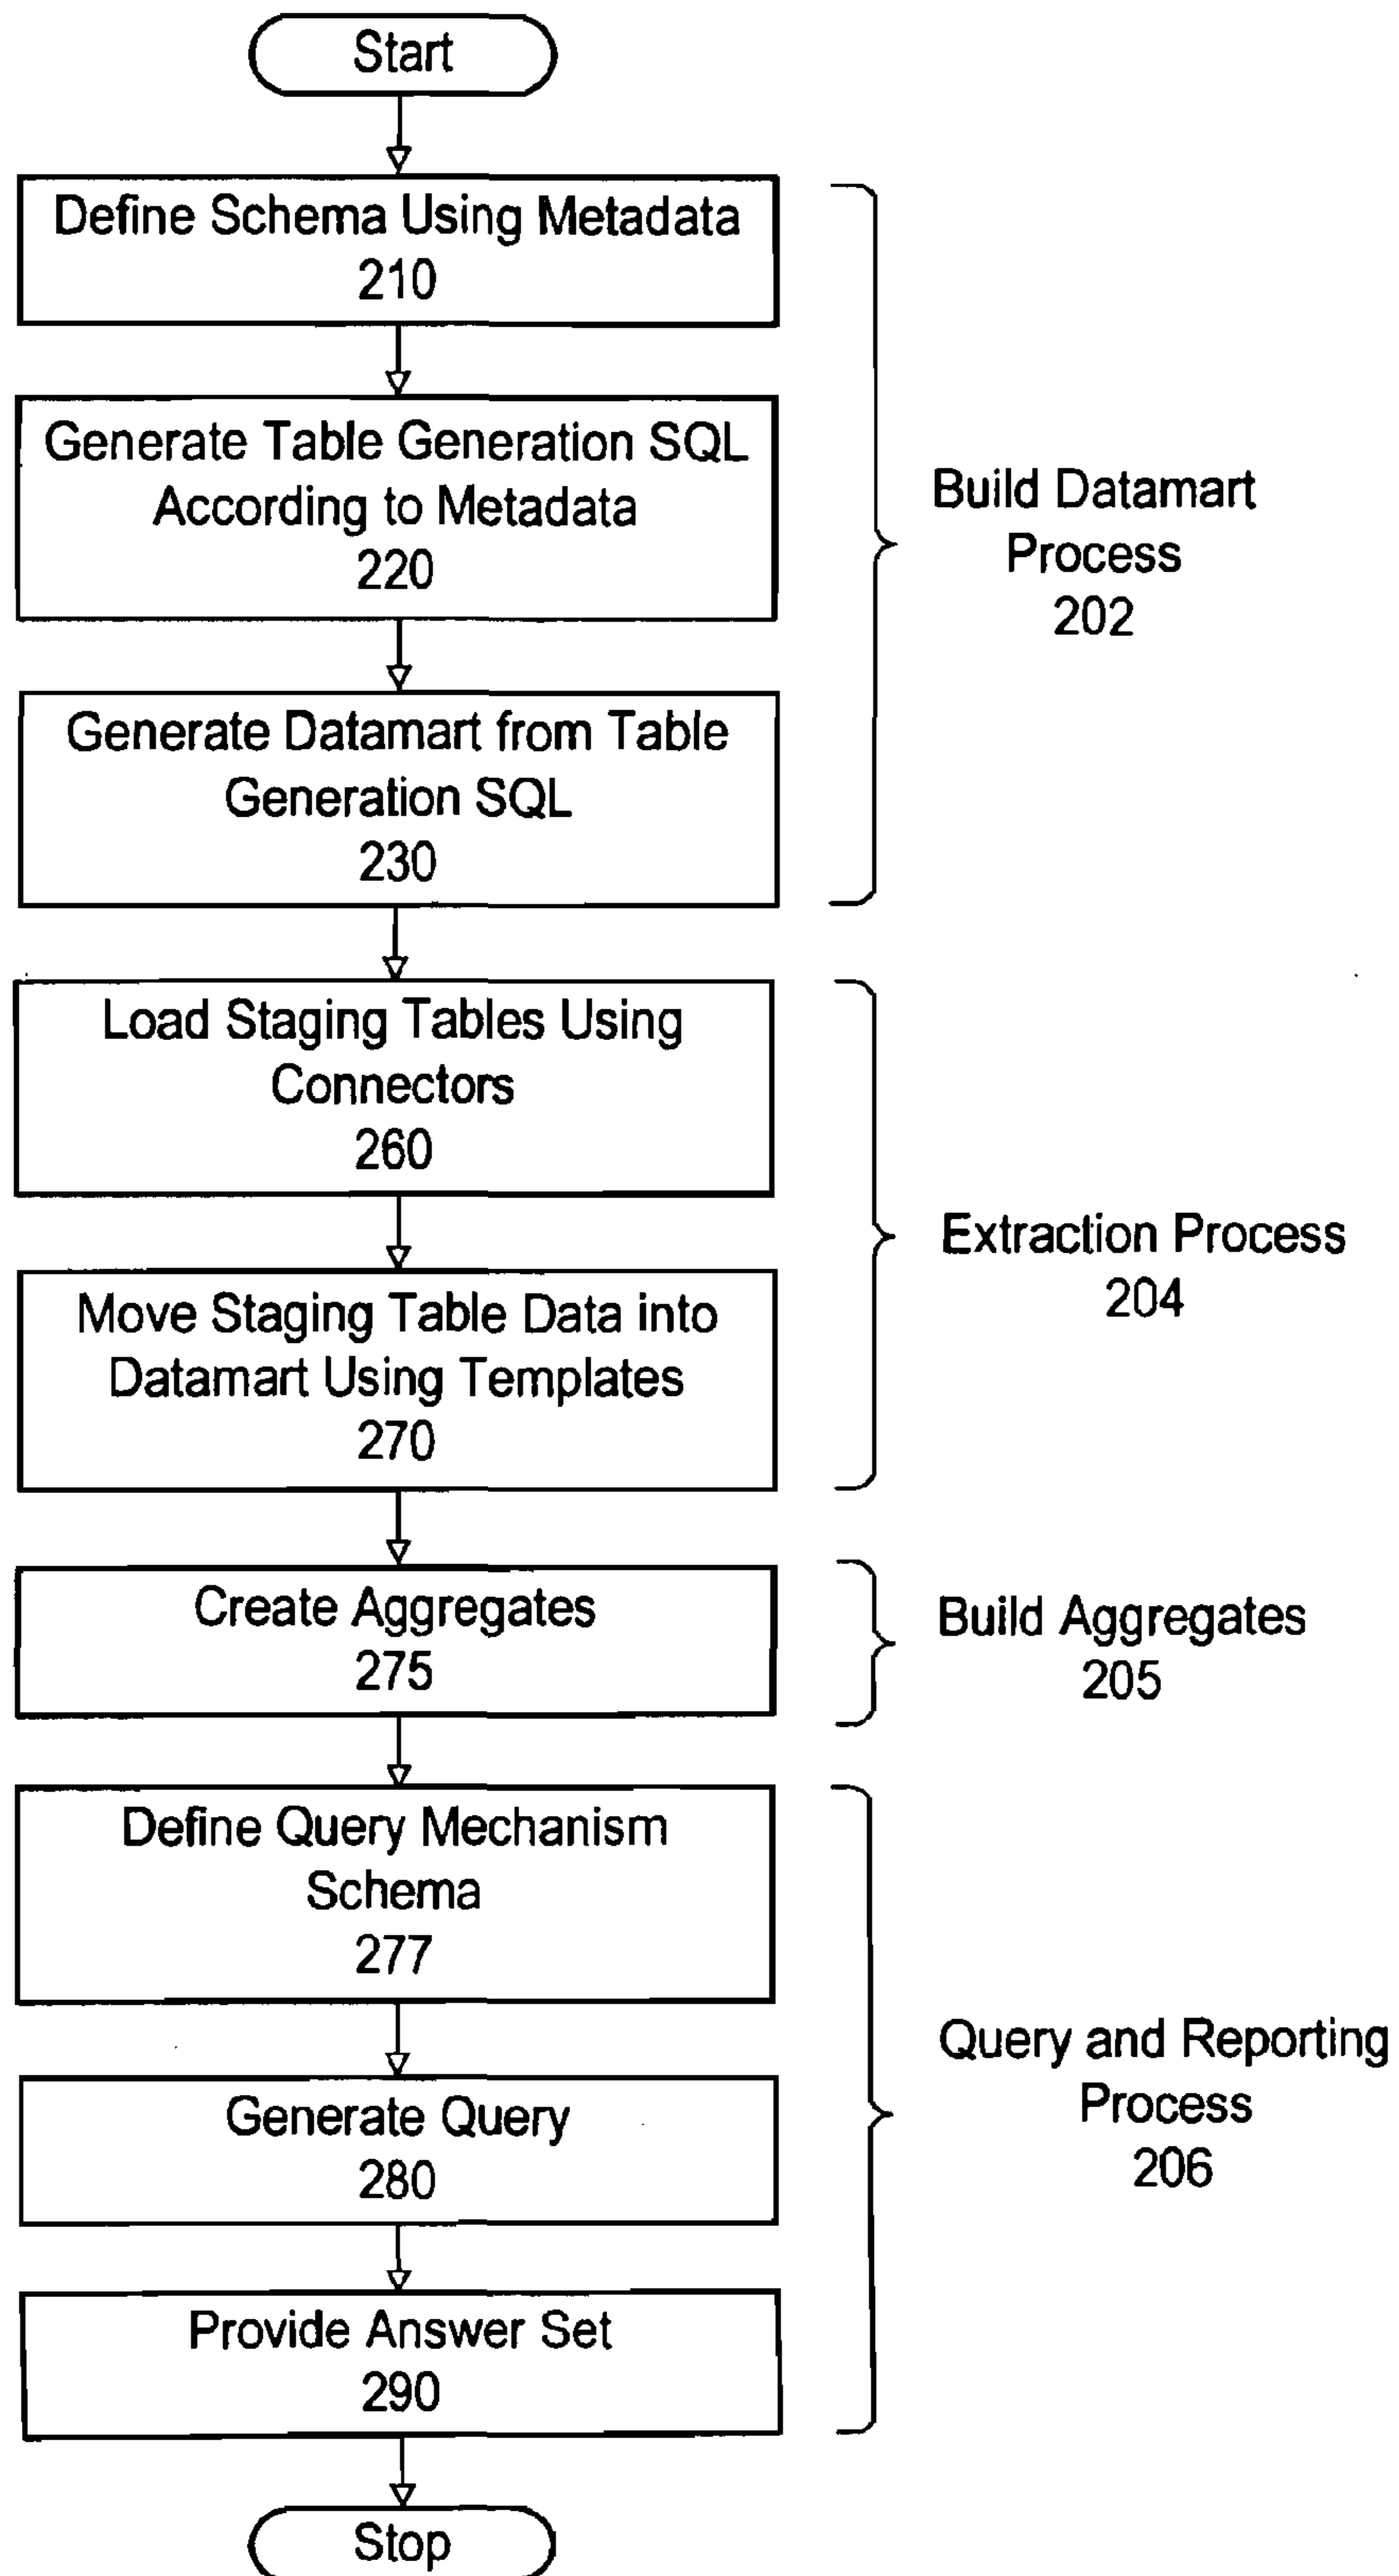 Start
Define Schema Using Metadata
210
Generate Table Generation SQL
According to Metadata
220
Generate Datamart from Table
Generation SQL
230
Build Datamart
Process
202
Load Staging Tables Using
Connectors
260
Move Staging Table Data into
Datamart Using Templates
270
Extraction Process
204
Create Aggregates
275
Build Aggregates
205
Define Query Mechanism
Schema
277
Generate Query
280
Provide Answer Set
290
Query and Reporting
Process
206
Stop